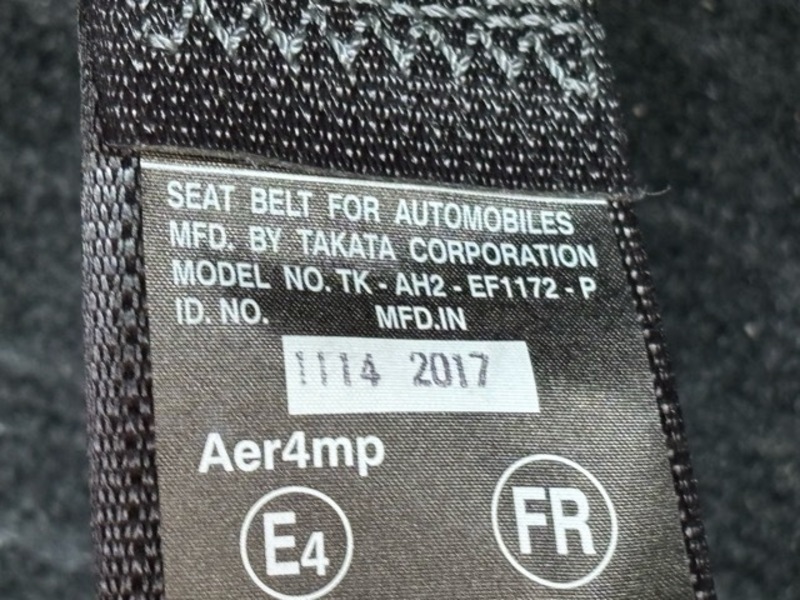 SEAT BELT FOR AUTOMOBILES
MFD. BY TAKATA CORPORATION
MODEL NO. TK - AH2 - EF1172 - P
ID. NO. MFD.IN
1114 2017
Aer4mp
E4 FR